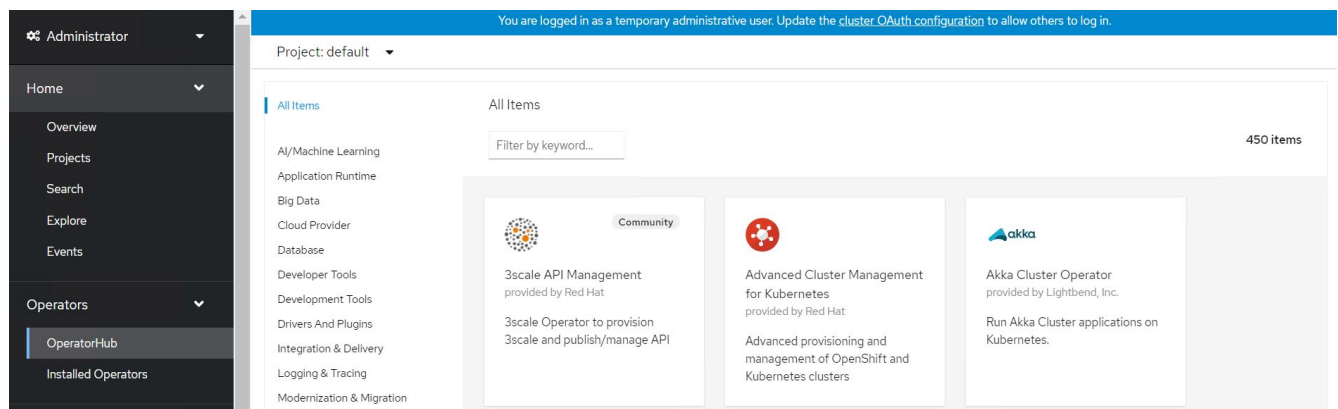 You are logged in as a temporary administrative user. Update the cluster OAuth configuration to allow others to log in.
Administrator
Project: default
Home
Overview
Projects
Search
Explore
Events
Operators
OperatorHub
Installed Operators
All Items
AI/Machine Learning
Application Runtime
Big Data
Cloud Provider
Database
Developer Tools
Development Tools
Drivers And Plugins
Integration & Delivery
Logging & Tracing
Modernization & Migration
All Items
Filter by keyword...
450 items
Community
3scale API Management
provided by Red Hat
3scale Operator to provision
3scale and publish/manage API
Advanced Cluster Management
for Kubernetes
provided by Red Hat
Advanced provisioning and
management of OpenShift and
Kubernetes clusters
akka
Akka Cluster Operator
provided by Lightbend, Inc.
Run Akka Cluster applications on
Kubernetes.